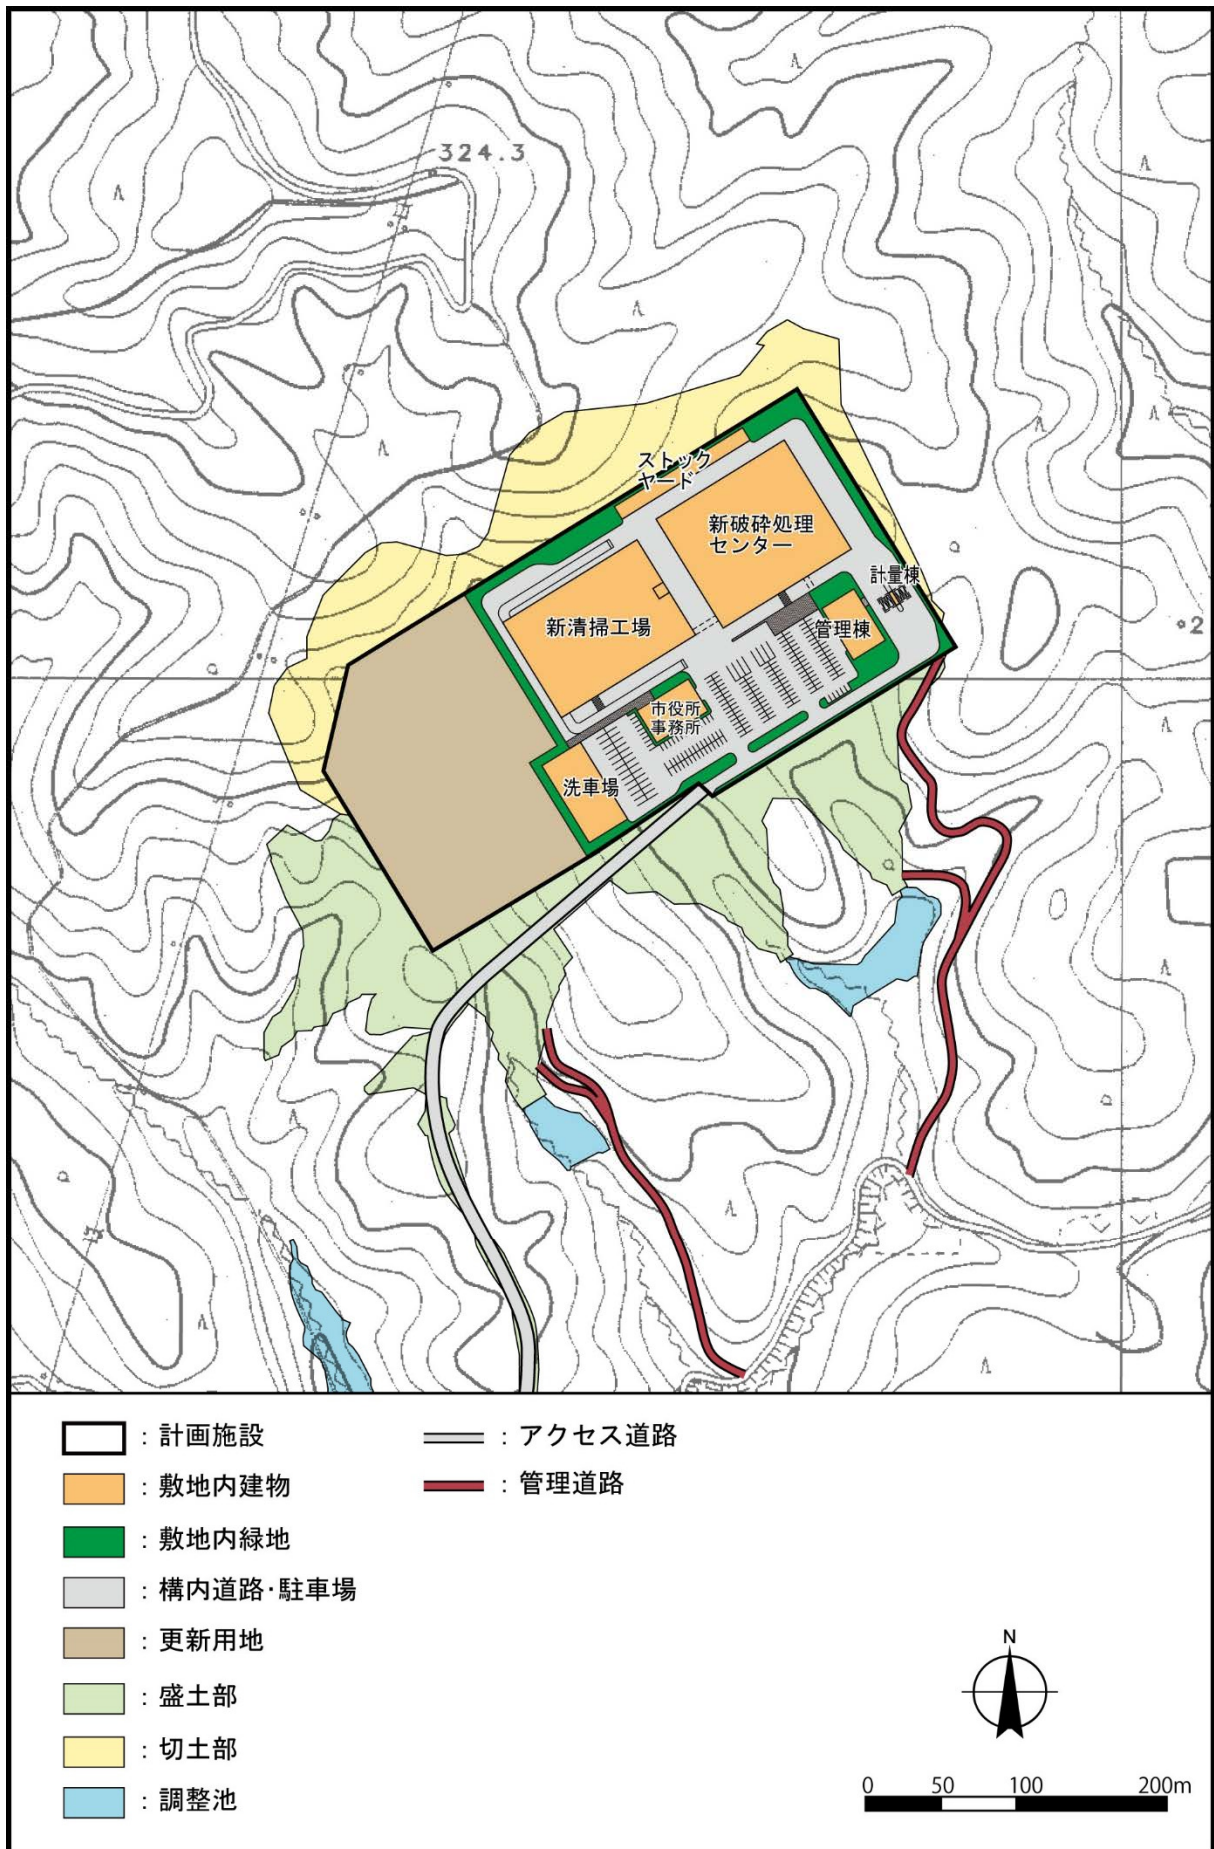 324.3
ストック
ヤード
新破砕処理
センター
計量棟
新清掃工場
管理棟
市役所
事務所
洗車場
2
：計画施設
：アクセス道路
：敷地内建物
：管理道路
：敷地内緑地
：構内道路・駐車場
：更新用地
：盛土部
：切土部
：調整池
N
0 50 100 200m